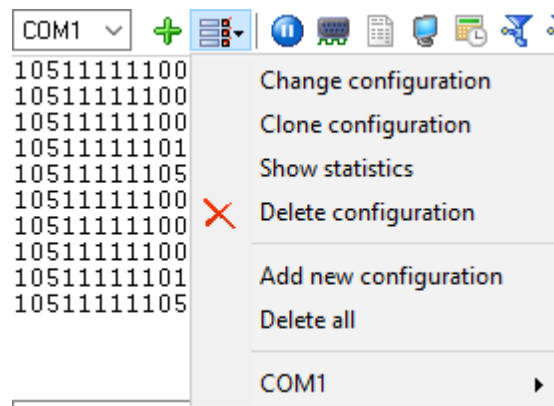 COM1
10511111100
10511111100
10511111100
10511111101
10511111105
10511111100
10511111100
10511111100
10511111101
10511111105
Change configuration
Clone configuration
Show statistics
Delete configuration
Add new configuration
Delete all
COM1